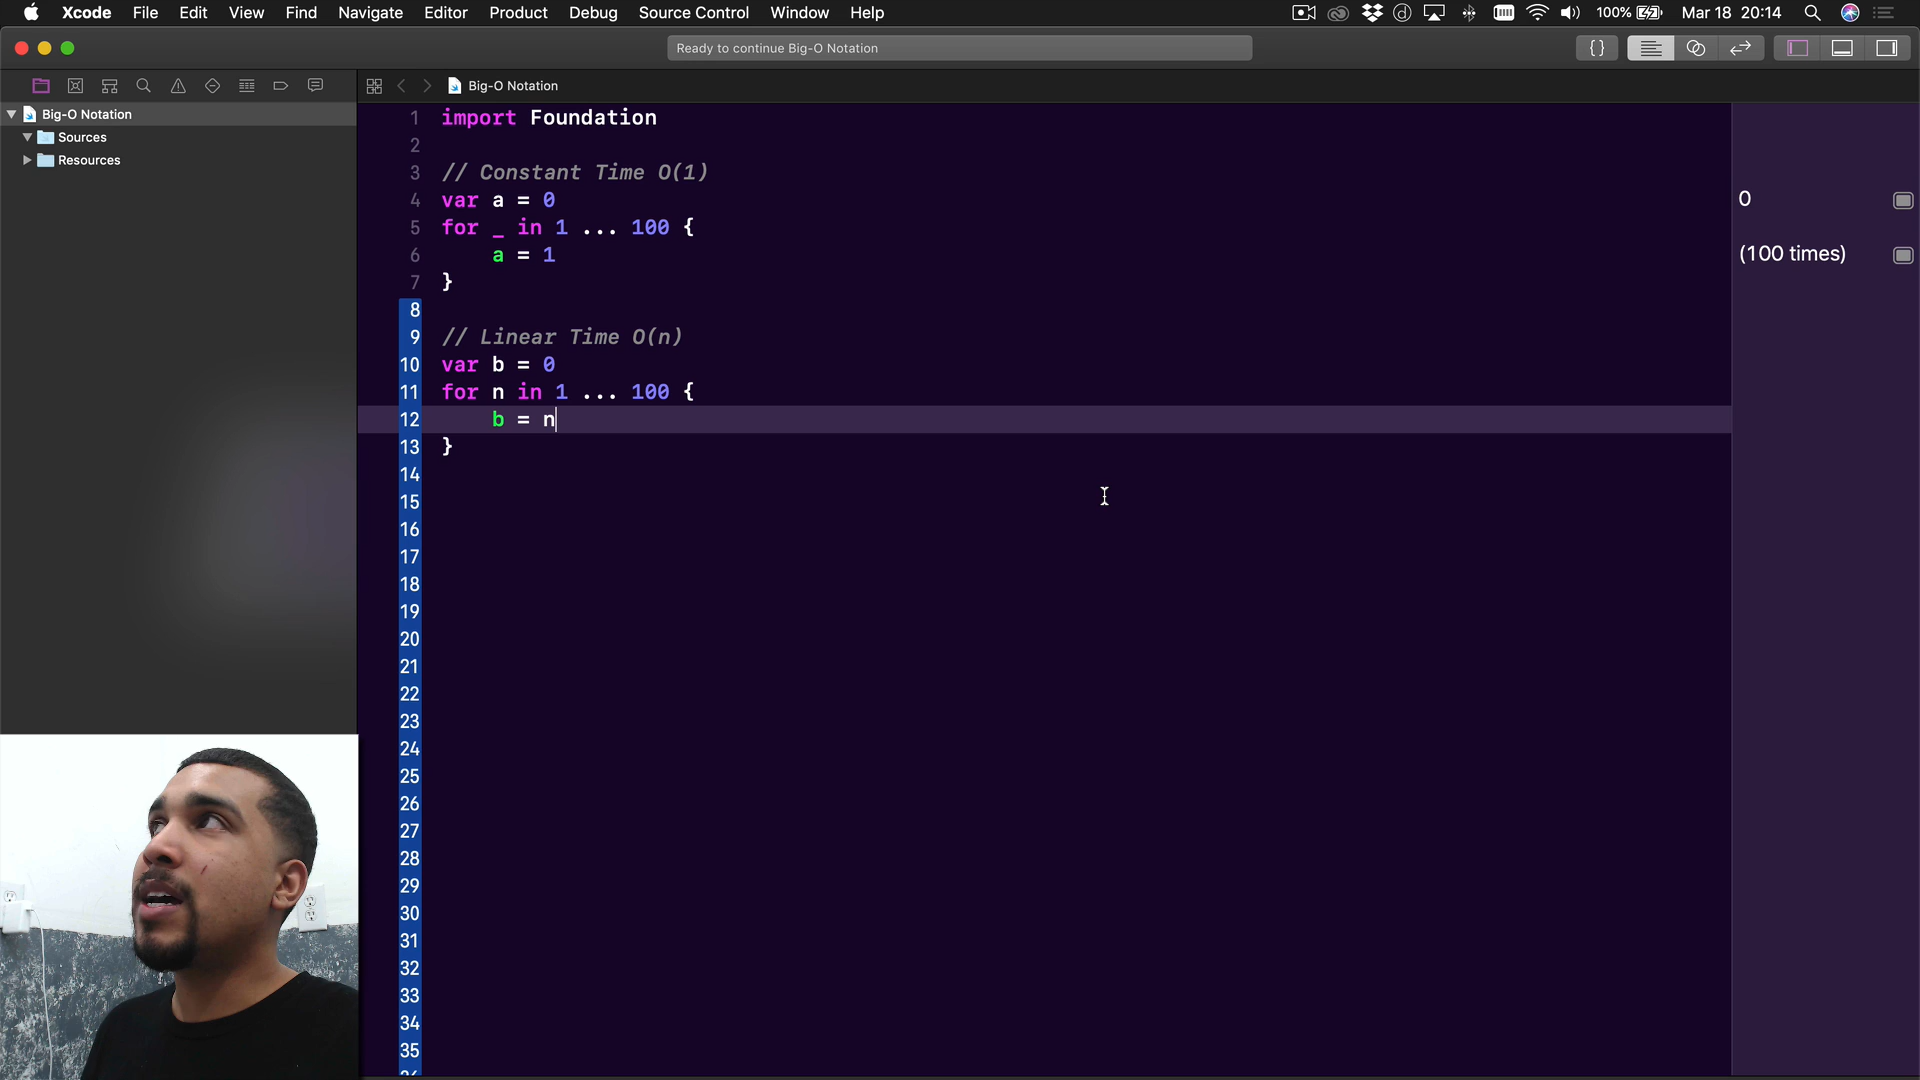 Xcode File Edit View Find Navigate Editor Product Debug Source Control Window Help 100% Mar 18 20:14
Ready to continue Big-O Notation {}
Big-O Notation
Big-O Notation
Sources
Resources
1 import Foundation
2
3 // Constant Time O(1)
4 var a = 0 0
5 for _ in 1 ... 100 {
6 a = 1 (100 times)
7 }
8
9 // Linear Time O(n)
10 var b = 0
11 for n in 1 ... 100 {
12 b = n
13 }
14
15
16
17
18
19
20
21
22
23
24
25
26
27
28
29
30
31
32
33
34
35